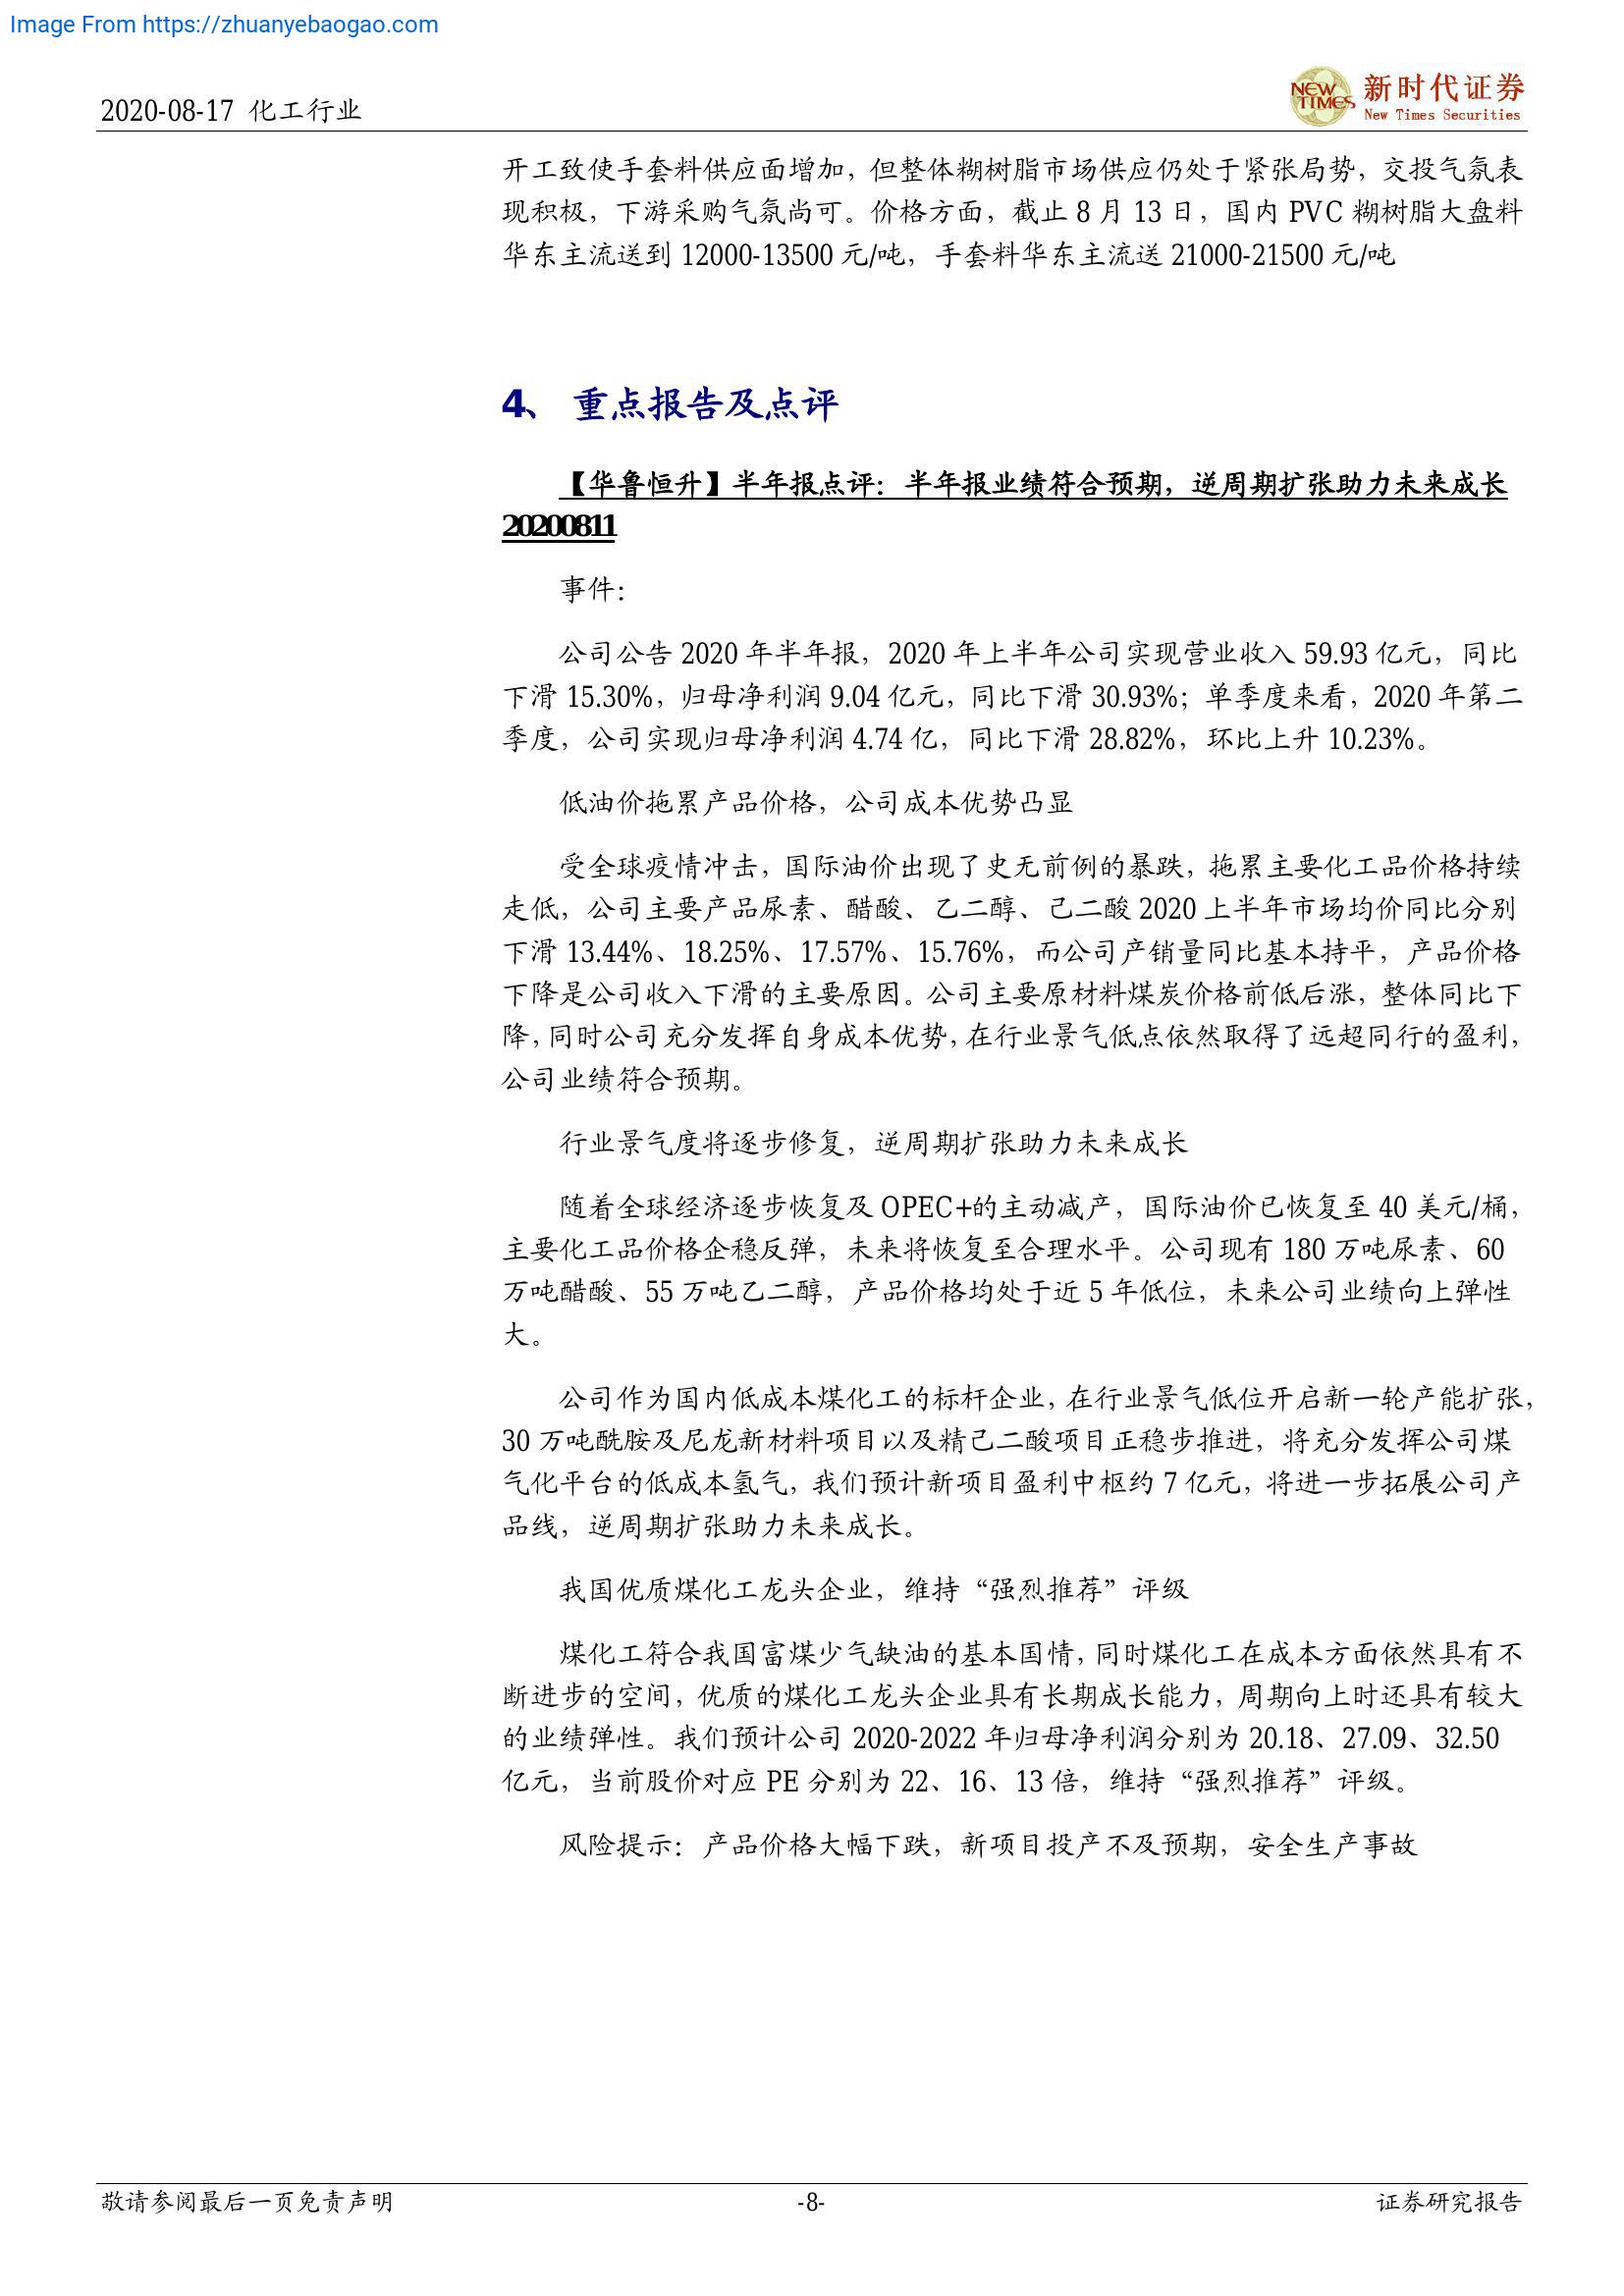 Image From https://zhuanyebaogao.com
2020-08-17 化工行业
NEW TIMES
新时代证券
New Times Securities
开工致使手套料供应面增加，但整体糊树脂市场供应仍处于紧张局势，交投气氛表
现积极，下游采购气氛尚可。价格方面，截止 8 月 13 日，国内 PVC 糊树脂大盘料
华东主流送到 12000-13500 元/吨，手套料华东主流送 21000-21500 元/吨
4、 重点报告及点评
【华鲁恒升】半年报点评：半年报业绩符合预期，逆周期扩张助力未来成长
20200811
事件：
公司公告 2020 年半年报，2020 年上半年公司实现营业收入 59.93 亿元，同比
下滑 15.30%，归母净利润 9.04 亿元，同比下滑 30.93%；单季度来看，2020 年第二
季度，公司实现归母净利润 4.74 亿，同比下滑 28.82%，环比上升 10.23%。
低油价拖累产品价格，公司成本优势凸显
受全球疫情冲击，国际油价出现了史无前例的暴跌，拖累主要化工品价格持续
走低，公司主要产品尿素、醋酸、乙二醇、己二酸 2020 上半年市场均价同比分别
下滑 13.44%、18.25%、17.57%、15.76%，而公司产销量同比基本持平，产品价格
下降是公司收入下滑的主要原因。公司主要原材料煤炭价格前低后涨，整体同比下
降，同时公司充分发挥自身成本优势，在行业景气低点依然取得了远超同行的盈利，
公司业绩符合预期。
行业景气度将逐步修复，逆周期扩张助力未来成长
随着全球经济逐步恢复及 OPEC+的主动减产，国际油价已恢复至 40 美元/桶，
主要化工品价格企稳反弹，未来将恢复至合理水平。公司现有 180 万吨尿素、60
万吨醋酸、55 万吨乙二醇，产品价格均处于近 5 年低位，未来公司业绩向上弹性
大。
公司作为国内低成本煤化工的标杆企业，在行业景气低位开启新一轮产能扩张，
30 万吨酰胺及尼龙新材料项目以及精己二酸项目正稳步推进，将充分发挥公司煤
气化平台的低成本氢气，我们预计新项目盈利中枢约 7 亿元，将进一步拓展公司产
品线，逆周期扩张助力未来成长。
我国优质煤化工龙头企业，维持“强烈推荐”评级
煤化工符合我国富煤少气缺油的基本国情，同时煤化工在成本方面依然具有不
断进步的空间，优质的煤化工龙头企业具有长期成长能力，周期向上时还具有较大
的业绩弹性。我们预计公司 2020-2022 年归母净利润分别为 20.18、27.09、32.50
亿元，当前股价对应 PE 分别为 22、16、13 倍，维持“强烈推荐”评级。
风险提示：产品价格大幅下跌，新项目投产不及预期，安全生产事故
敬请参阅最后一页免责声明
-8-
证券研究报告